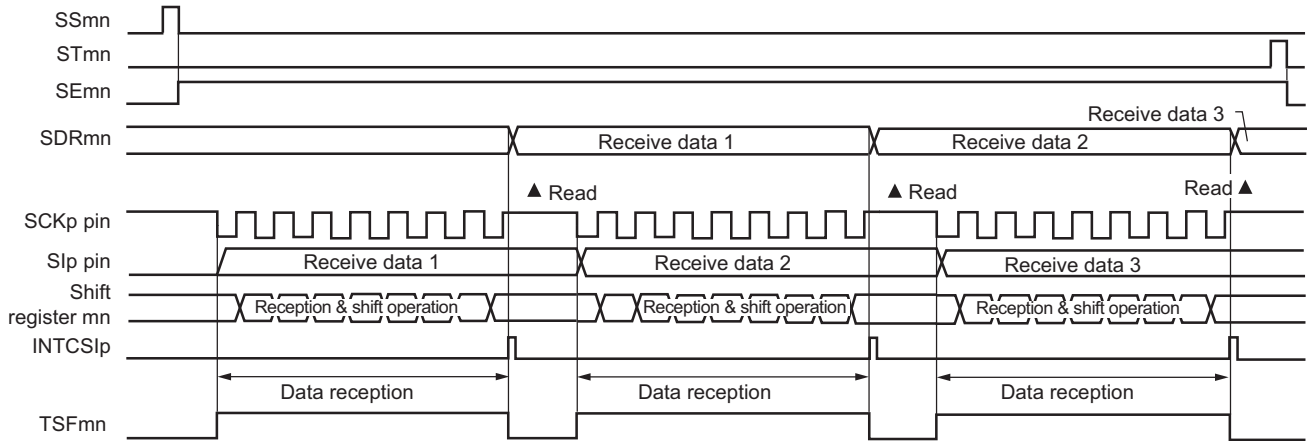 SSmn
STmn
SEmn
Receive data 3
SDRmn
Receive data 1
Receive data 2
▲ Read
▲ Read
Read ▲
SCKp pin
SIp pin
Receive data 1
Receive data 2
Receive data 3
Shift
register mn
Reception & shift operation
Reception & shift operation
Reception & shift operation
INTCSIp
Data reception
Data reception
Data reception
TSFmn